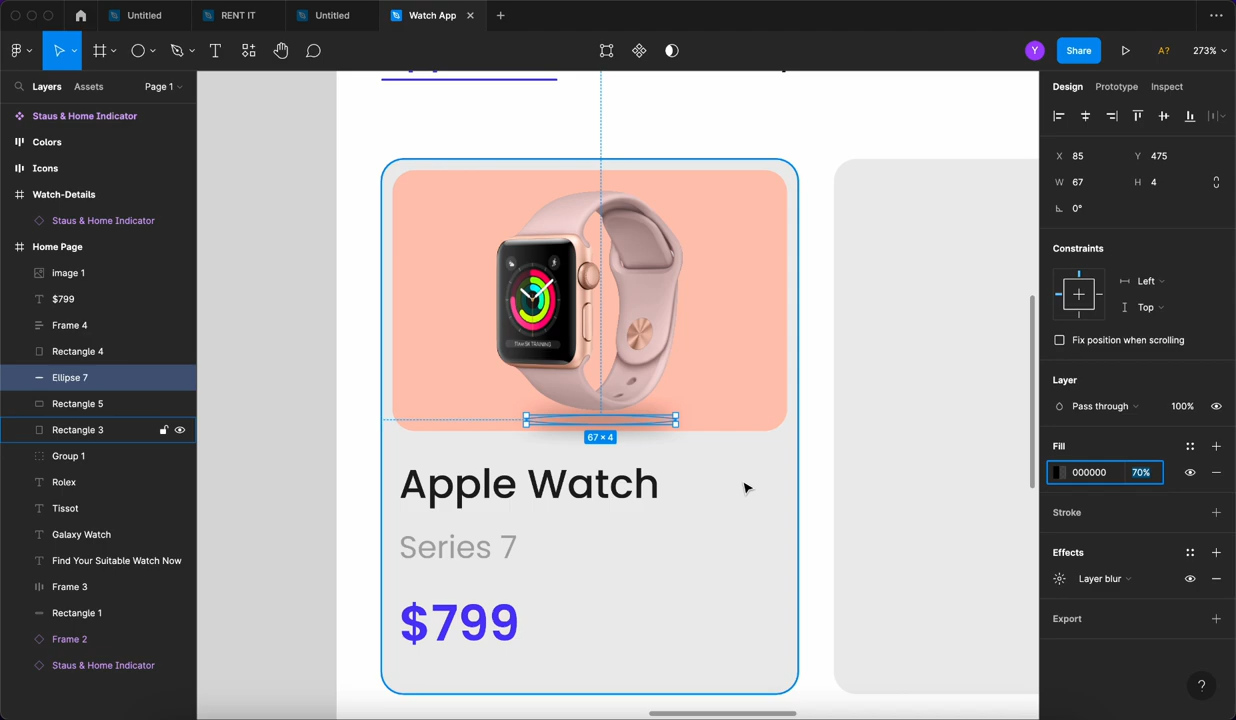 Untitled
RENT IT
Untitled
Watch App
Y
Share
A?
273%
Layers
Assets
Page 1
Staus & Home Indicator
Colors
Icons
Watch-Details
Staus & Home Indicator
Home Page
image 1
$799
Frame 4
Rectangle 4
Ellipse 7
Rectangle 5
Rectangle 3
Group 1
Rolex
Tissot
Galaxy Watch
Find Your Suitable Watch Now
Frame 3
Rectangle 1
Frame 2
Staus & Home Indicator
67 × 4
Apple Watch
Series 7
$799
Design
Prototype
Inspect
X 85
Y 475
W 67
H 4
0°
Constraints
Left
Top
Fix position when scrolling
Layer
Pass through
100%
Fill
000000
70%
Stroke
Effects
Layer blur
Export
?